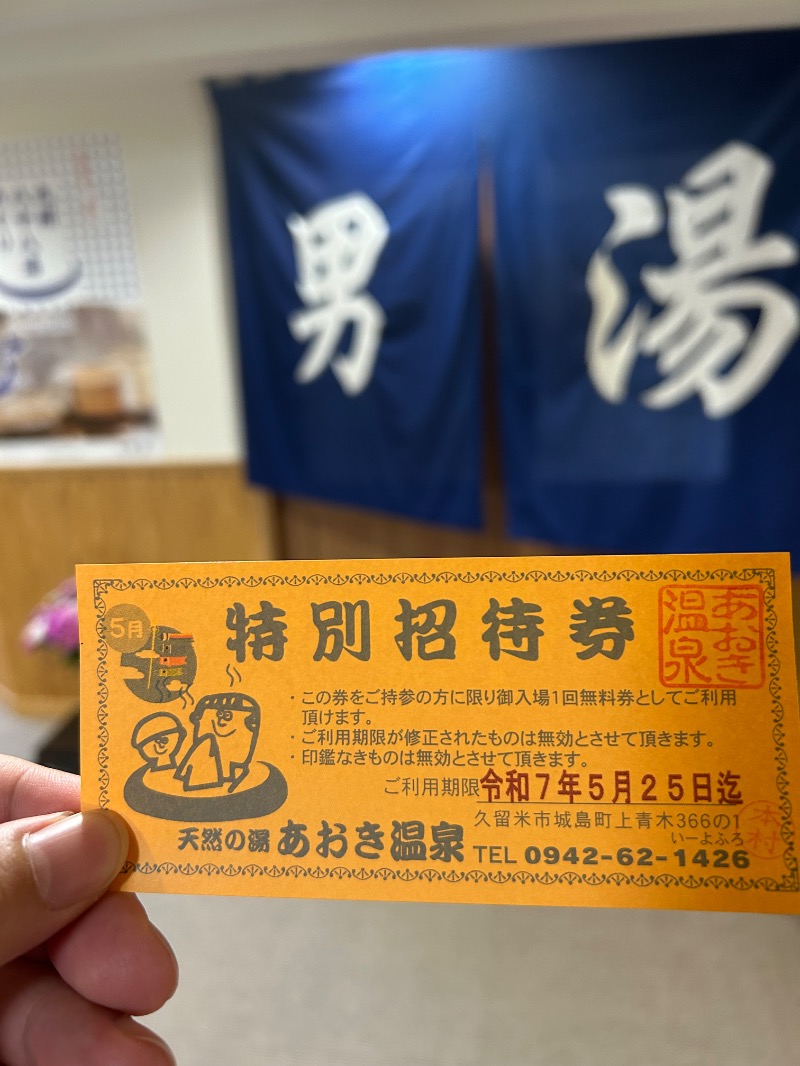 男湯
5月
特別招待券
あおき
温泉
・この券をご持参の方に限り御入場1回無料券としてご利用
頂けます。
・ご利用期限が修正されたものは無効とさせて頂きます。
・印鑑なきものは無効とさせて頂きます。
ご利用期限令和7年5月25日迄
久留米市城島町上青木366の1
いーよふろ
天然の湯 あおき温泉 TEL 0942-62-1426
本村